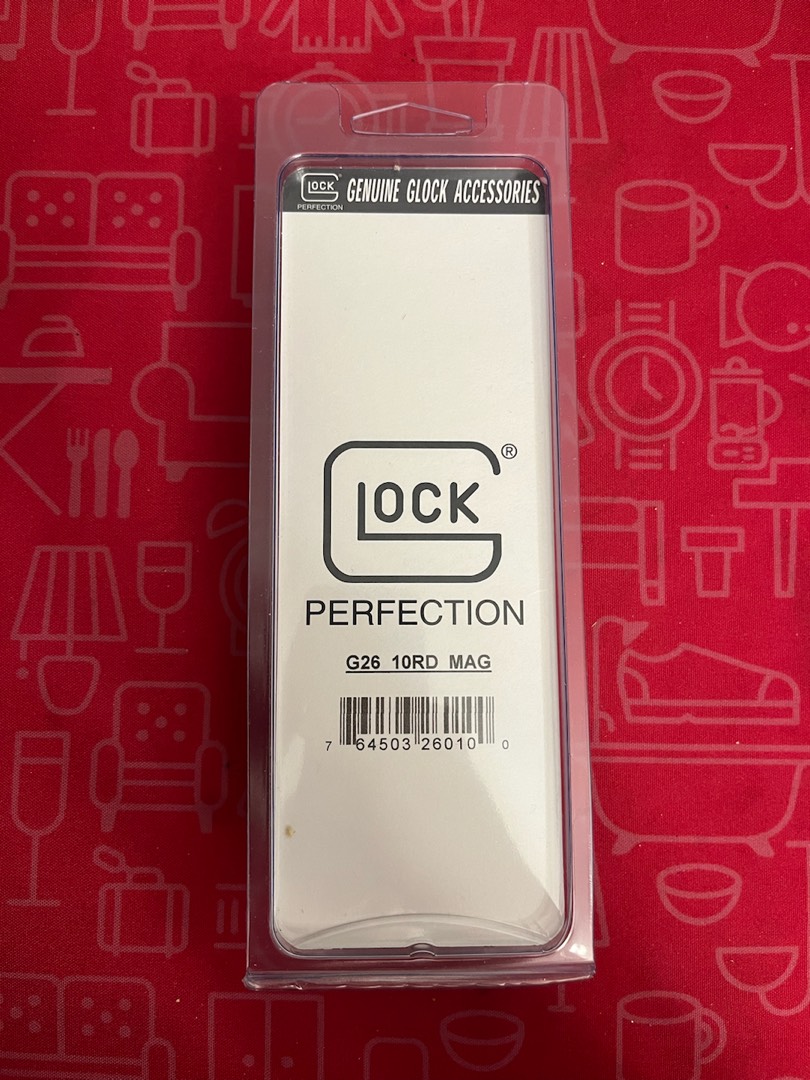 GLOCK ® GENUINE GLOCK ACCESSORIES
PERFECTION
GLOCK ®
PERFECTION
G26 10RD MAG
7 64503 26010 0